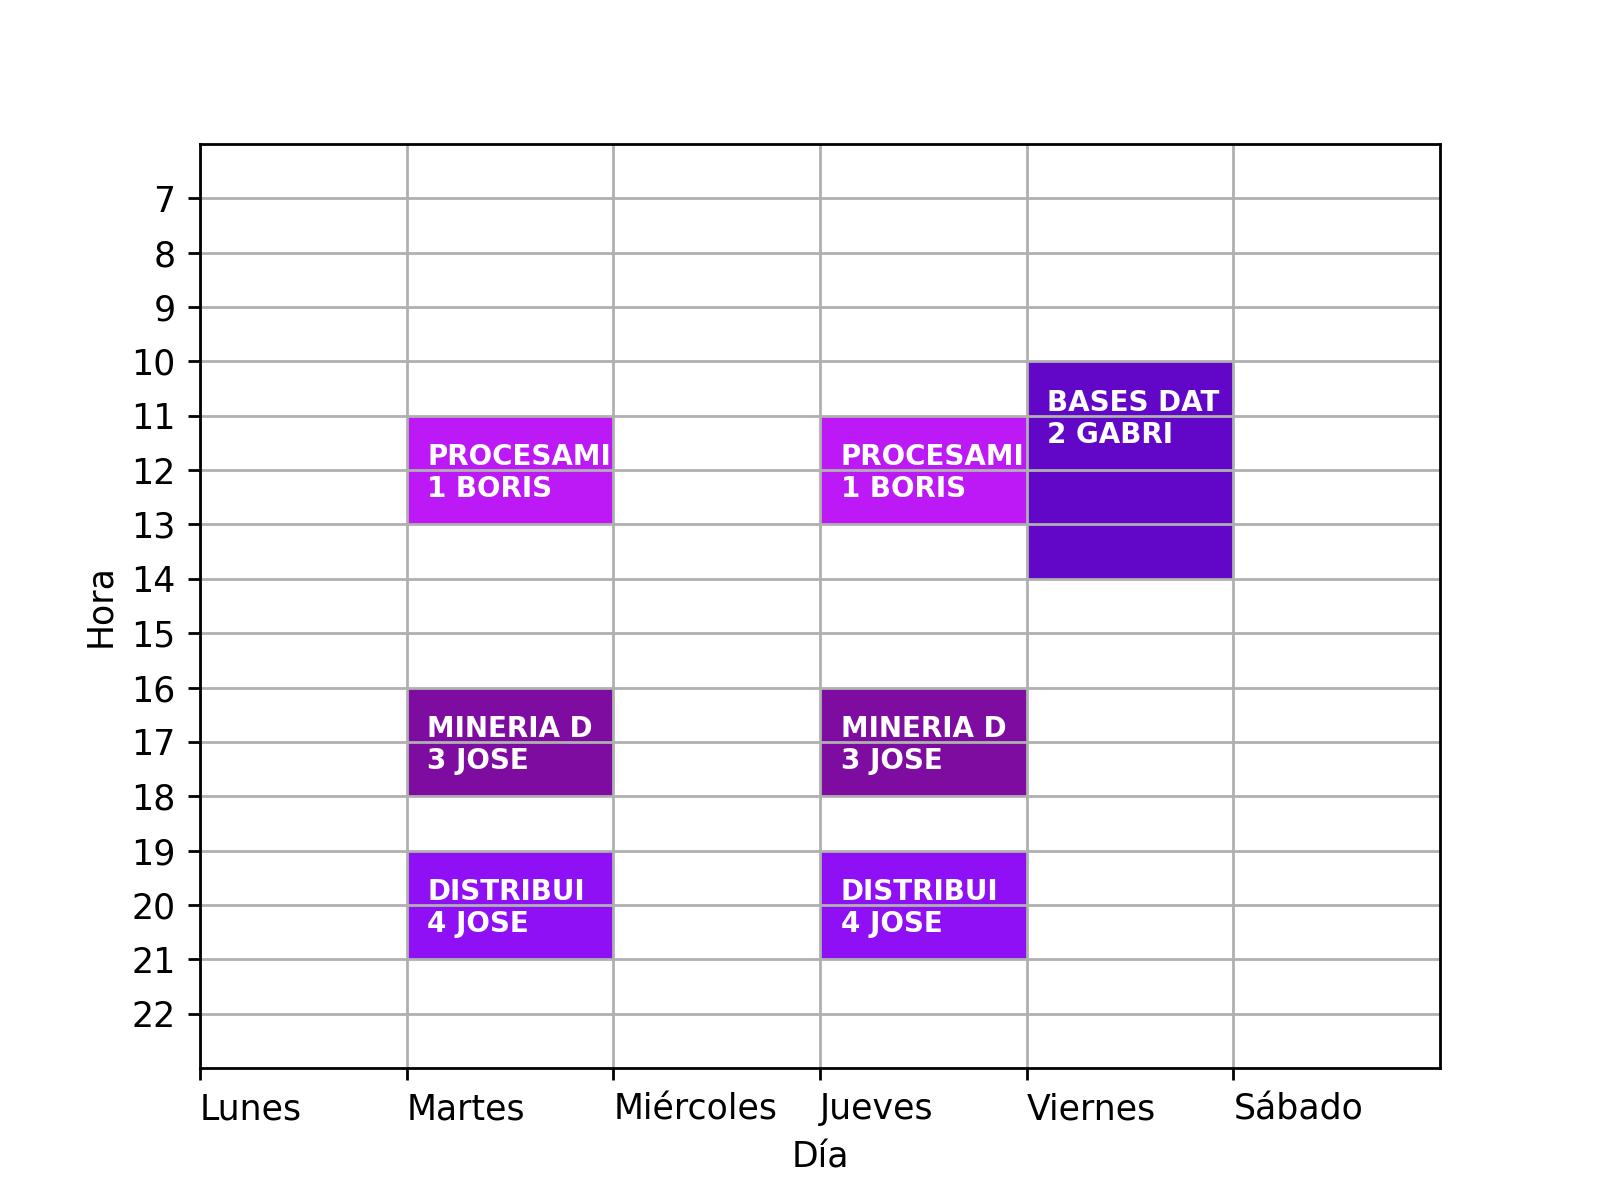 7
8
9
10
BASES DAT
2 GABRI
11
PROCESAMI
1 BORIS
PROCESAMI
1 BORIS
12
13
14
Hora
15
16
MINERIA D
3 JOSE
MINERIA D
3 JOSE
17
18
19
DISTRIBUI
4 JOSE
DISTRIBUI
4 JOSE
20
21
22
Lunes Martes Miércoles Jueves Viernes Sábado
Día